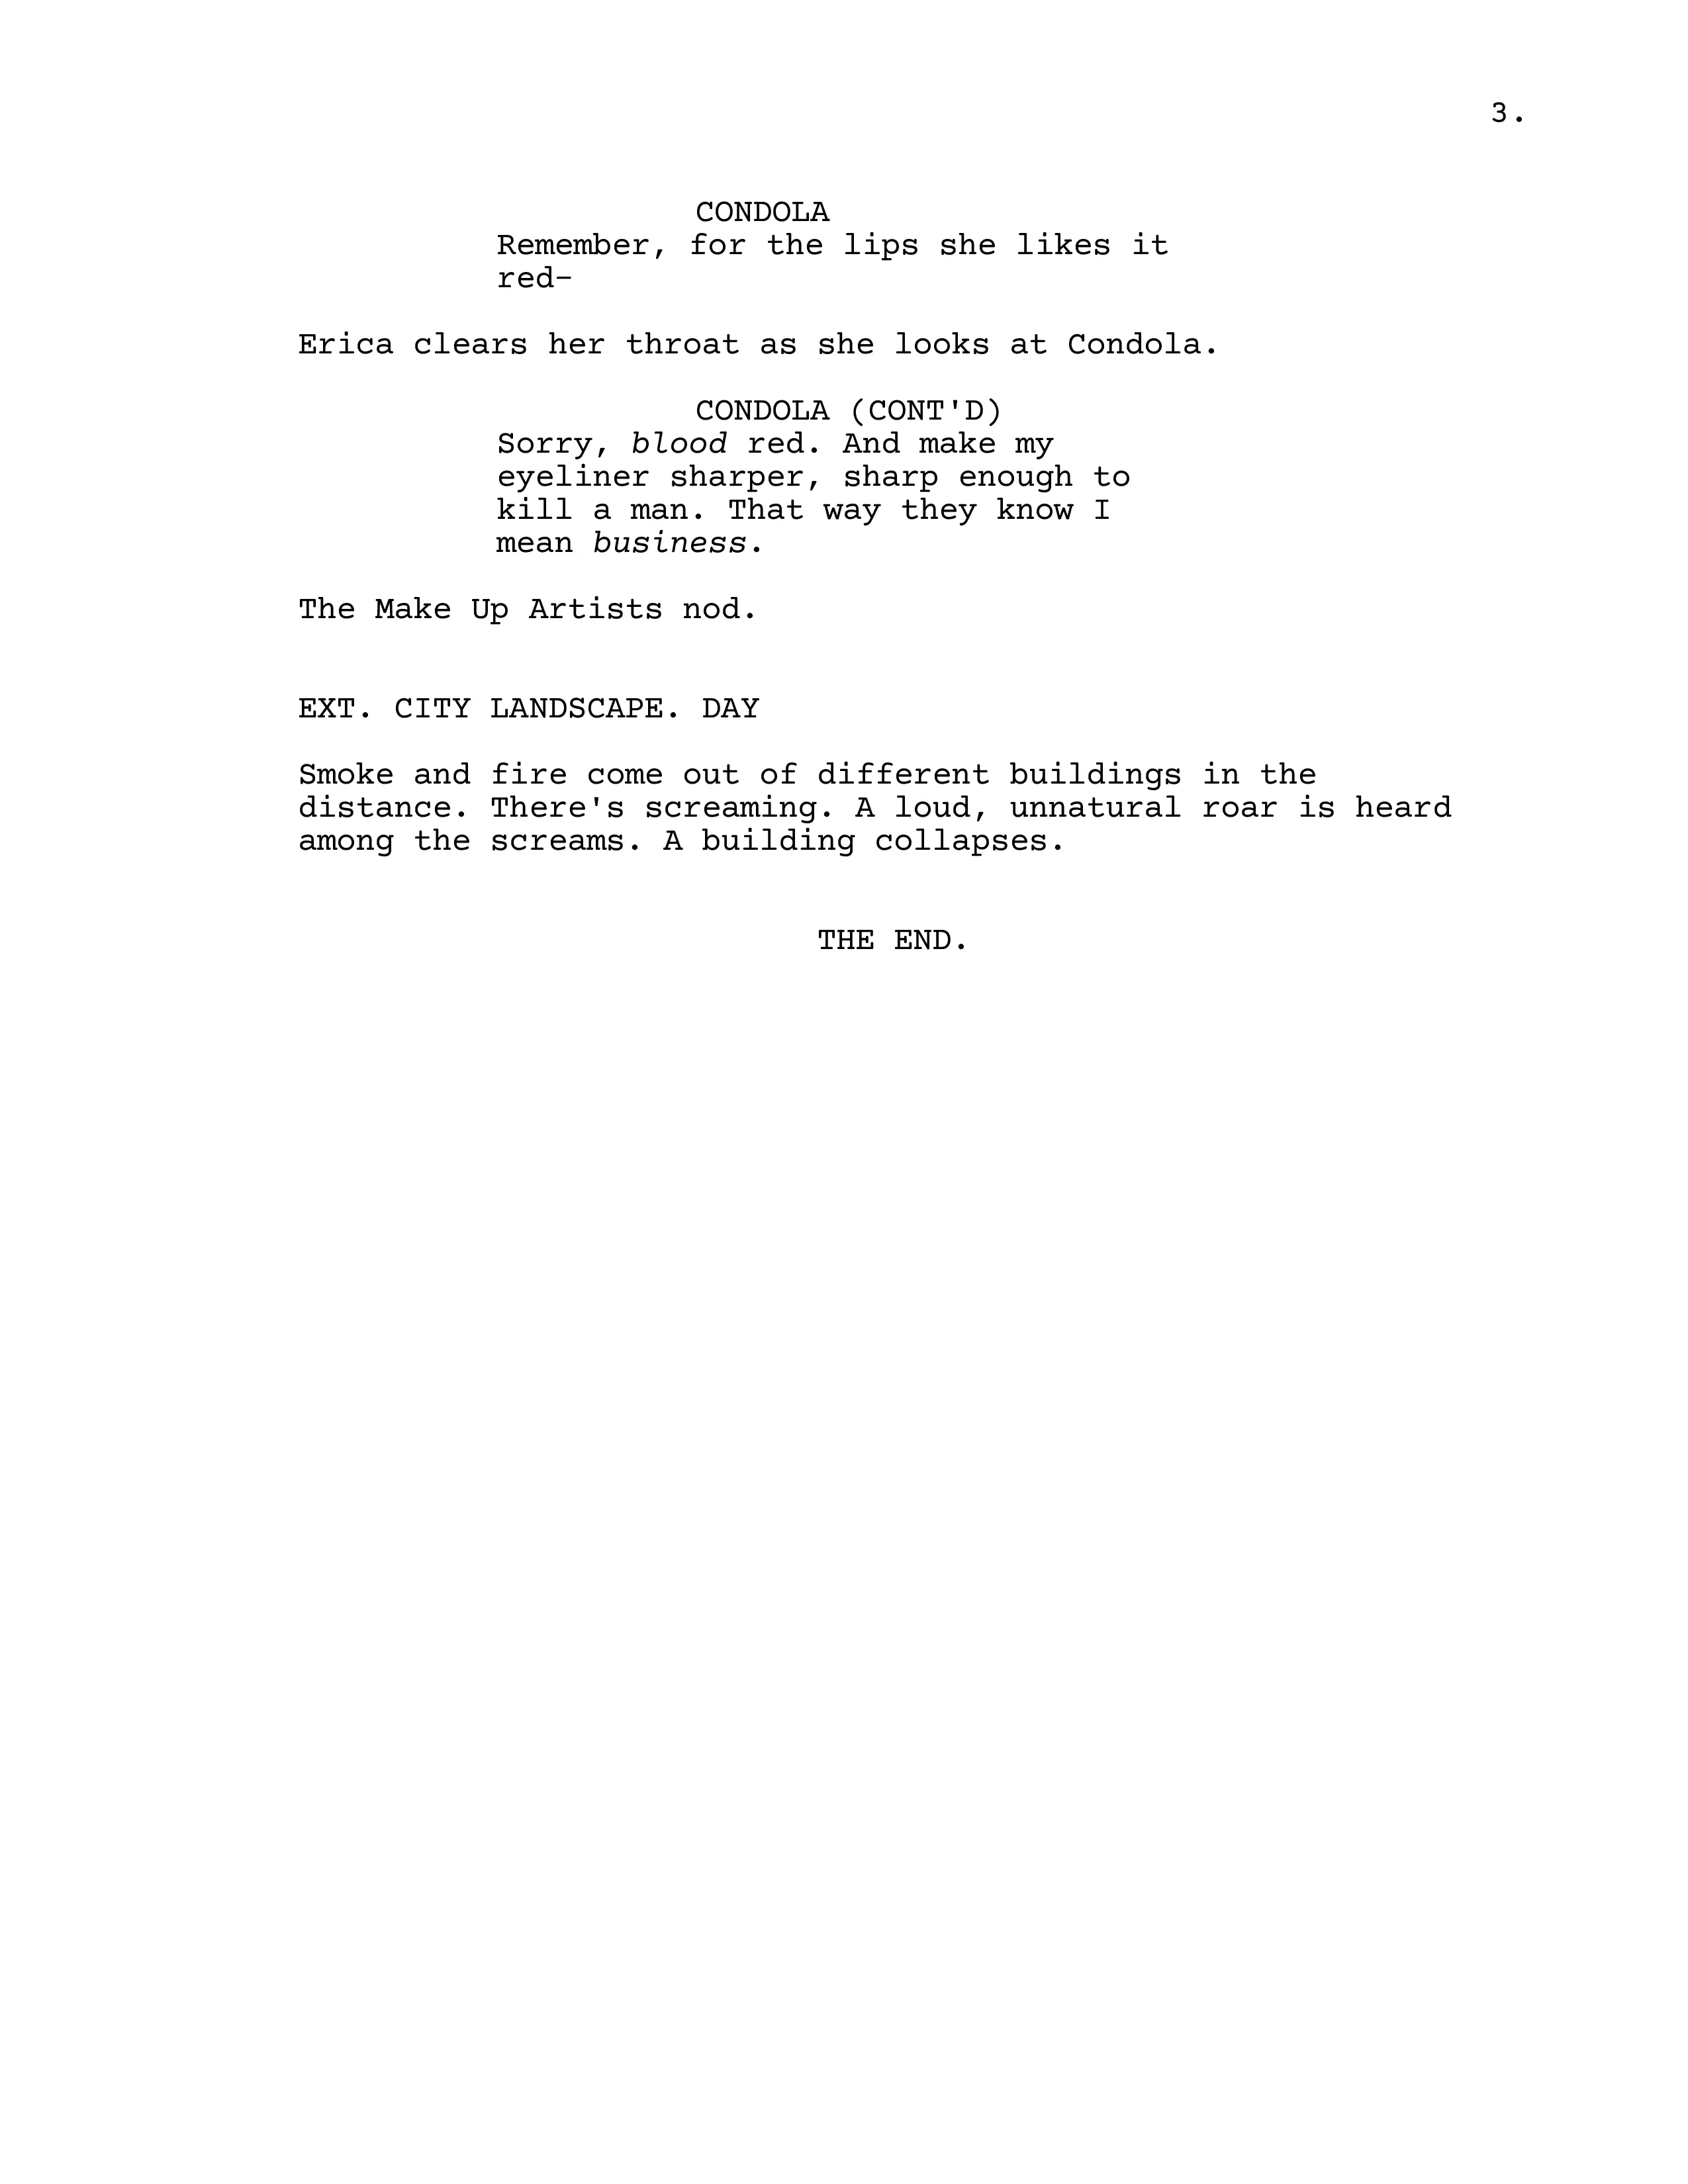 3.
CONDOLA
Remember, for the lips she likes it
red-
Erica clears her throat as she looks at Condola.
CONDOLA (CONT'D)
Sorry, blood red. And make my
eyeliner sharper, sharp enough to
kill a man. That way they know I
mean business.
The Make Up Artists nod.
EXT. CITY LANDSCAPE. DAY
Smoke and fire come out of different buildings in the
distance. There's screaming. A loud, unnatural roar is heard
among the screams. A building collapses.
THE END.